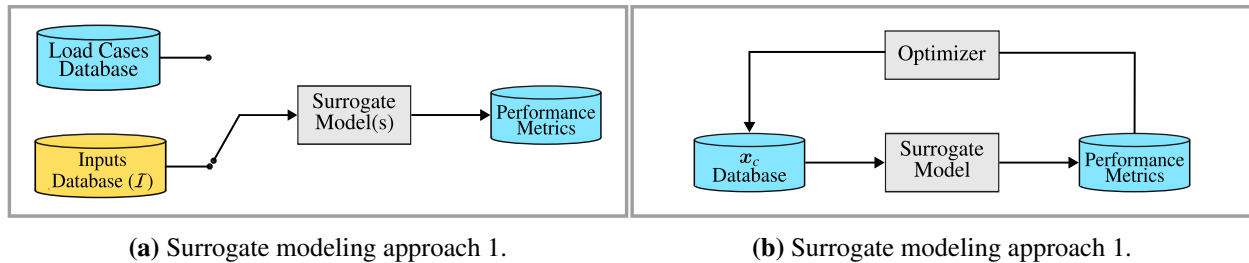 Load Cases
Database
Inputs
Database (I)
Surrogate
Model(s)
Performance
Metrics
(a) Surrogate modeling approach 1.
Optimizer
x_c
Database
Surrogate
Model
Performance
Metrics
(b) Surrogate modeling approach 1.